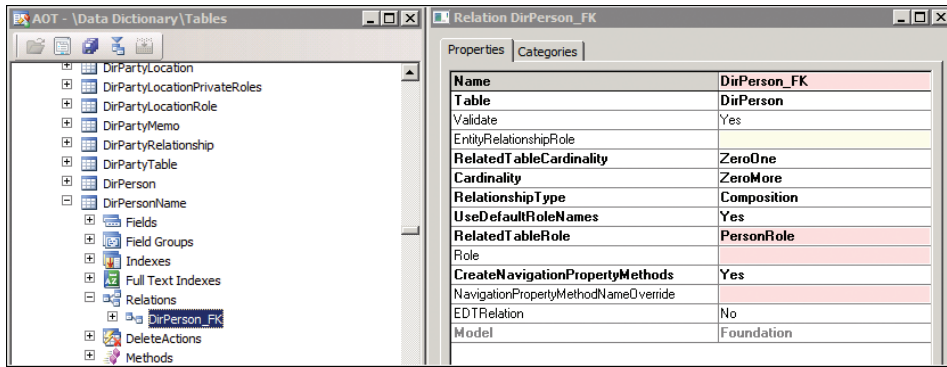 AOT - \Data Dictionary\Tables
DirPartyLocation
DirPartyLocationPrivateRoles
DirPartyLocationRole
DirPartyMemo
DirPartyRelationship
DirPartyTable
DirPerson
DirPersonName
Fields
Field Groups
Indexes
Full Text Indexes
Relations
DirPerson_FK
DeleteActions
Methods
Relation DirPerson_FK
Properties Categories
Name DirPerson_FK
Table DirPerson
Validate Yes
EntityRelationshipRole
RelatedTableCardinality ZeroOne
Cardinality ZeroMore
RelationshipType Composition
UseDefaultRoleNames Yes
RelatedTableRole PersonRole
Role
CreateNavigationPropertyMethods Yes
NavigationPropertyMethodNameOverride
EDTRelation No
Model Foundation